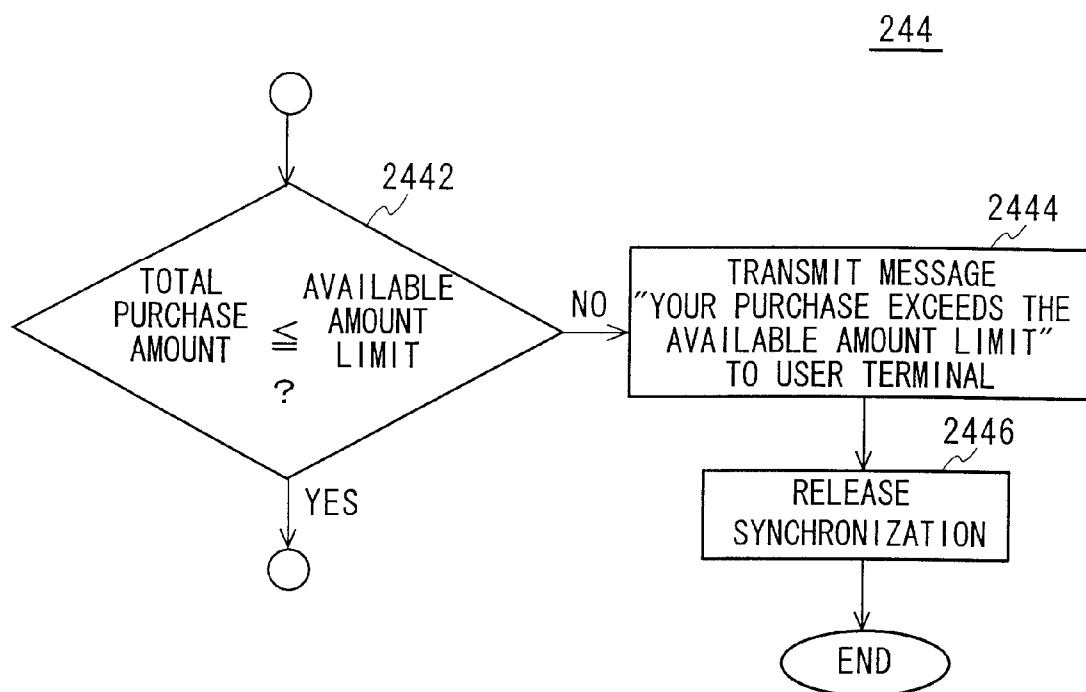 244
2442
TOTAL
PURCHASE
AMOUNT
≦
AVAILABLE
AMOUNT
LIMIT
?
NO
YES
2444
TRANSMIT MESSAGE
"YOUR PURCHASE EXCEEDS THE
AVAILABLE AMOUNT LIMIT"
TO USER TERMINAL
2446
RELEASE
SYNCHRONIZATION
END